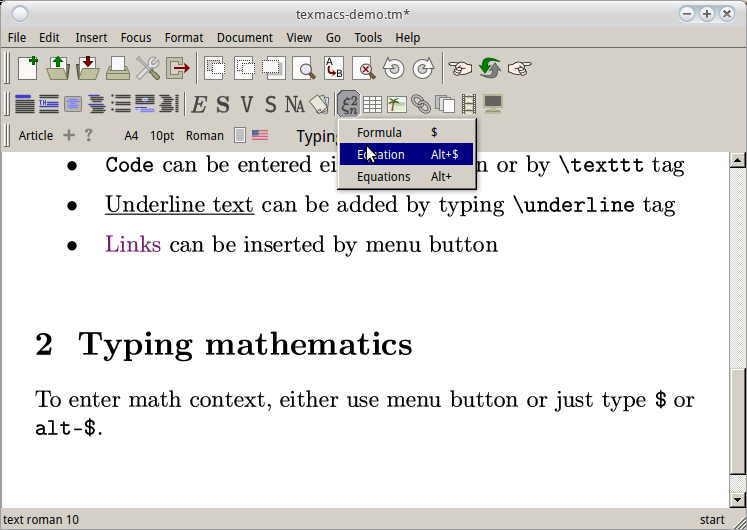 texmacs-demo.tm*
File Edit Insert Focus Format Document View Go Tools Help
E S V S NA
Article + ? A4 10pt Roman Typing
Formula $
Equation Alt+$
Equations Alt+
• Code can be entered or by \texttt tag
• Underline text can be added by typing \underline tag
• Links can be inserted by menu button
2 Typing mathematics
To enter math context, either use menu button or just type $ or
alt-$.
text roman 10 start